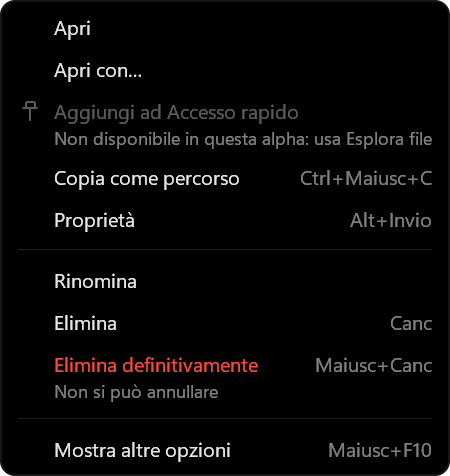 Apri
Apri con...
Aggiungi ad Accesso rapido
Non disponibile in questa alpha: usa Esplora file
Copia come percorso Ctrl+Maiusc+C
Proprietà Alt+Invio
Rinomina
Elimina Canc
Elimina definitivamente Maiusc+Canc
Non si può annullare
Mostra altre opzioni Maiusc+F10